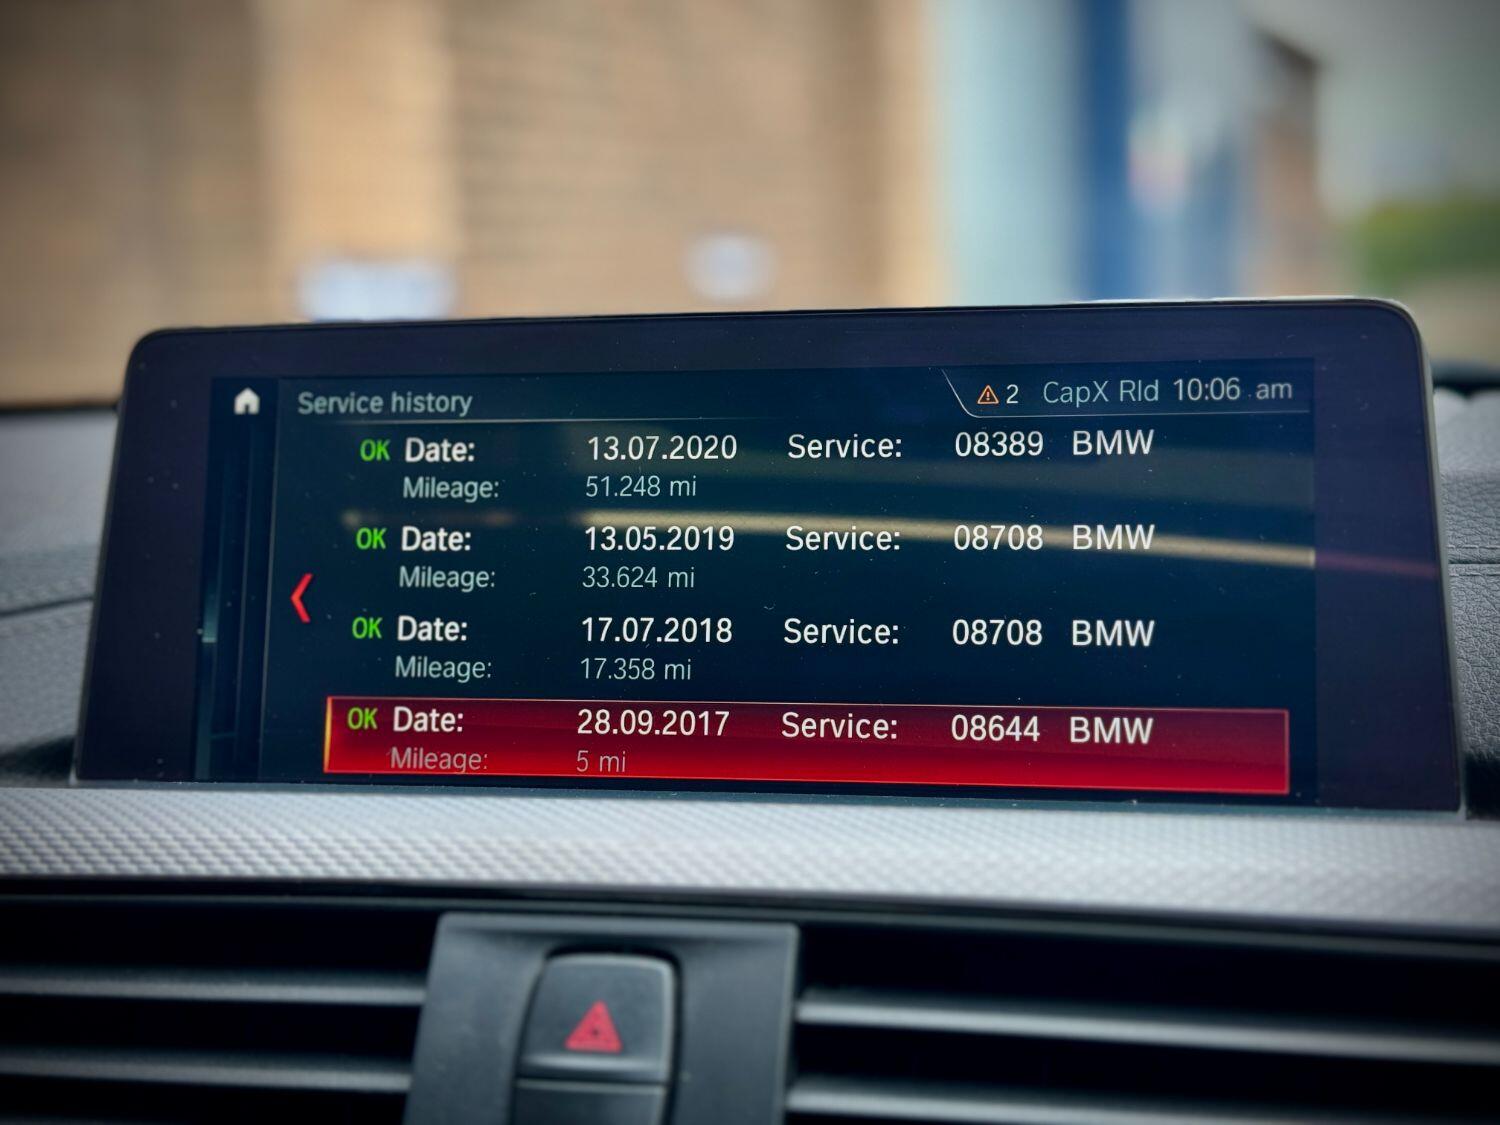 Service history
2 CapX Rld 10:06 am
OK Date: 13.07.2020 Service: 08389 BMW
Mileage: 51.248 mi
OK Date: 13.05.2019 Service: 08708 BMW
Mileage: 33.624 mi
OK Date: 17.07.2018 Service: 08708 BMW
Mileage: 17.358 mi
OK Date: 28.09.2017 Service: 08644 BMW
Mileage: 5 mi